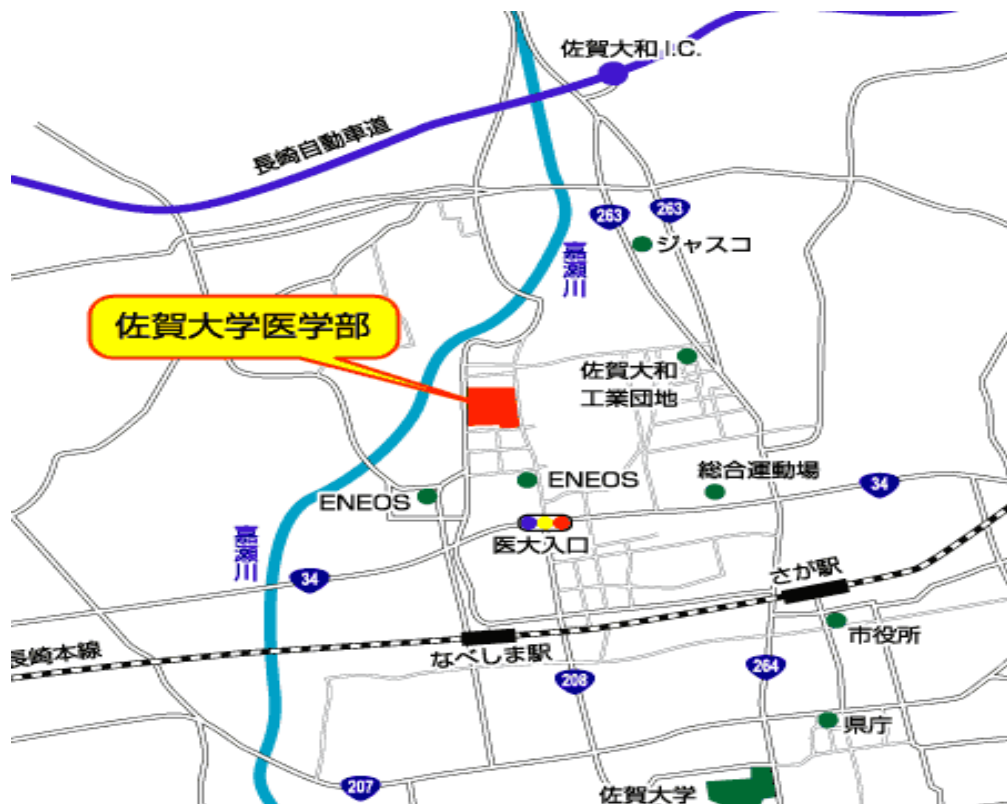 佐賀大和 I.C.
長崎自動車道
263
263
ジャスコ
嘉瀬川
佐賀大学医学部
佐賀大和
工業団地
総合運動場
ENEOS
ENEOS
34
医大入口
嘉瀬川
34
さが駅
市役所
長崎本線
なべしま駅
208
264
県庁
207
佐賀大学